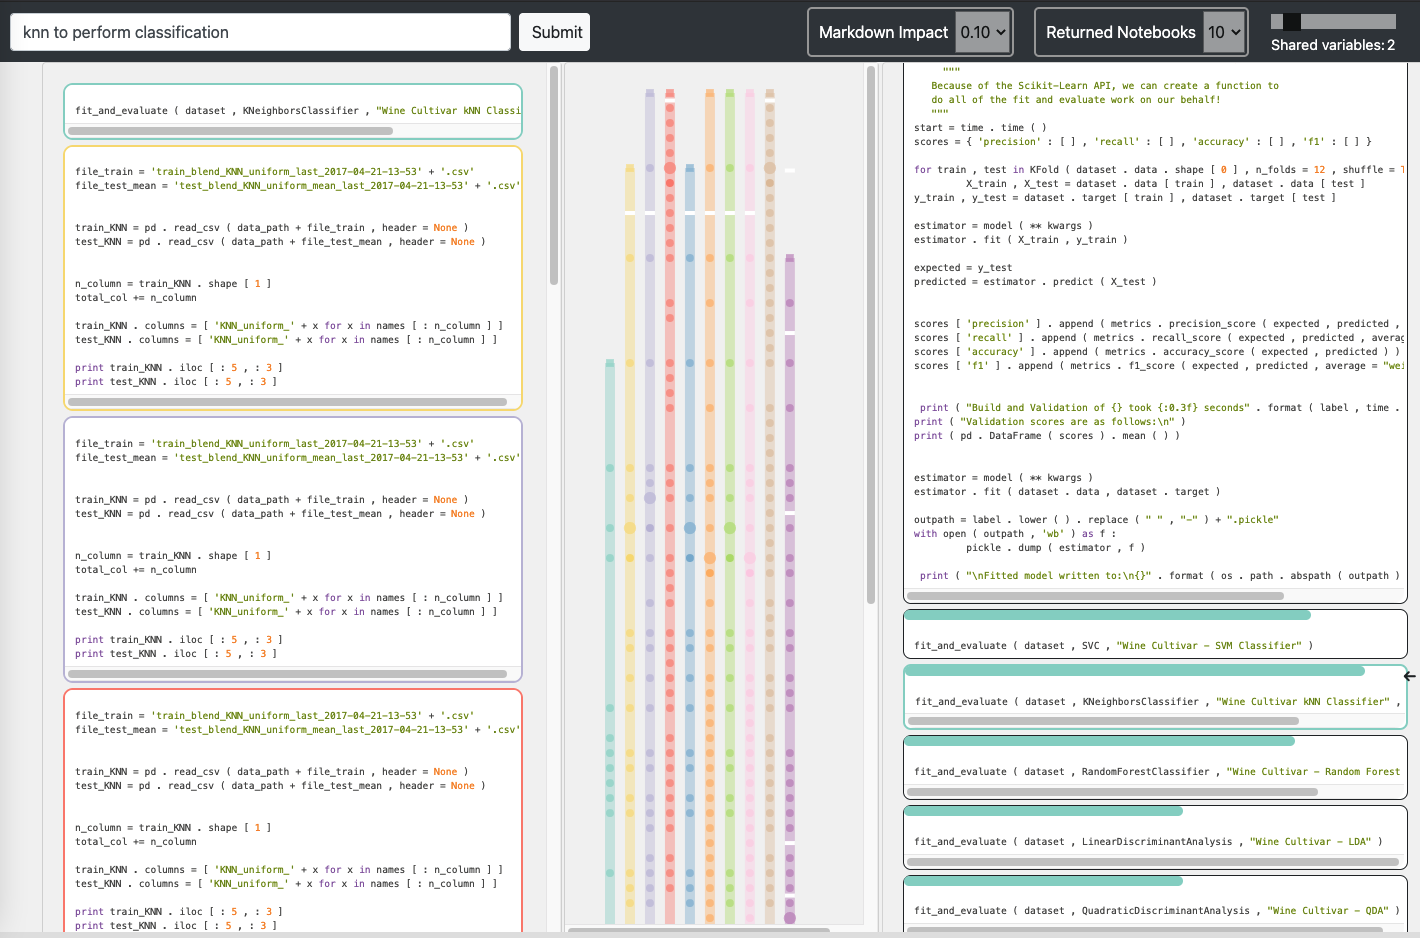 knn to perform classification
Submit
Markdown Impact 0.10
Returned Notebooks 10
Shared variables: 2
fit_and_evaluate ( dataset , KNeighborsClassifier , "Wine Cultivar kNN Classi
file_train = 'train_blend_KNN_uniform_last_2017-04-21-13-53' + '.csv'
file_test_mean = 'test_blend_KNN_uniform_mean_last_2017-04-21-13-53' + '.csv'
train_KNN = pd . read_csv ( data_path + file_train , header = None )
test_KNN = pd . read_csv ( data_path + file_test_mean , header = None )
n_column = train_KNN . shape [ 1 ]
total_col += n_column
train_KNN . columns = [ 'KNN_uniform_' + x for x in names [ : n_column ] ]
test_KNN . columns = [ 'KNN_uniform_' + x for x in names [ : n_column ] ]
print train_KNN . iloc [ : 5 , : 3 ]
print test_KNN . iloc [ : 5 , : 3 ]
file_train = 'train_blend_KNN_uniform_last_2017-04-21-13-53' + '.csv'
file_test_mean = 'test_blend_KNN_uniform_mean_last_2017-04-21-13-53' + '.csv'
train_KNN = pd . read_csv ( data_path + file_train , header = None )
test_KNN = pd . read_csv ( data_path + file_test_mean , header = None )
n_column = train_KNN . shape [ 1 ]
total_col += n_column
train_KNN . columns = [ 'KNN_uniform_' + x for x in names [ : n_column ] ]
test_KNN . columns = [ 'KNN_uniform_' + x for x in names [ : n_column ] ]
print train_KNN . iloc [ : 5 , : 3 ]
print test_KNN . iloc [ : 5 , : 3 ]
file_train = 'train_blend_KNN_uniform_last_2017-04-21-13-53' + '.csv'
file_test_mean = 'test_blend_KNN_uniform_mean_last_2017-04-21-13-53' + '.csv'
train_KNN = pd . read_csv ( data_path + file_train , header = None )
test_KNN = pd . read_csv ( data_path + file_test_mean , header = None )
n_column = train_KNN . shape [ 1 ]
total_col += n_column
train_KNN . columns = [ 'KNN_uniform_' + x for x in names [ : n_column ] ]
test_KNN . columns = [ 'KNN_uniform_' + x for x in names [ : n_column ] ]
print train_KNN . iloc [ : 5 , : 3 ]
print test_KNN . iloc [ : 5 , : 3 ]
"""
Because of the Scikit-Learn API, we can create a function to
do all of the fit and evaluate work on our behalf!
"""
start = time . time ( )
scores = { 'precision' : [ ] , 'recall' : [ ] , 'accuracy' : [ ] , 'f1' : [ ] }
for train , test in KFold ( dataset . data . shape [ 0 ] , n_folds = 12 , shuffle =
X_train , X_test = dataset . data [ train ] , dataset . data [ test ]
y_train , y_test = dataset . target [ train ] , dataset . target [ test ]
estimator = model ( ** kwargs )
estimator . fit ( X_train , y_train )
expected = y_test
predicted = estimator . predict ( X_test )
scores [ 'precision' ] . append ( metrics . precision_score ( expected , predicted ,
scores [ 'recall' ] . append ( metrics . recall_score ( expected , predicted , averag
scores [ 'accuracy' ] . append ( metrics . accuracy_score ( expected , predicted ) )
scores [ 'f1' ] . append ( metrics . f1_score ( expected , predicted , average = "wei
print ( "Build and Validation of {} took {:0.3f} seconds" . format ( label , time .
print ( "Validation scores are as follows:\n" )
print ( pd . DataFrame ( scores ) . mean ( ) )
estimator = model ( ** kwargs )
estimator . fit ( dataset . data , dataset . target )
outpath = label . lower ( ) . replace ( " " , "-" ) + ".pickle"
with open ( outpath , 'wb' ) as f :
pickle . dump ( estimator , f )
print ( "\nFitted model written to:\n{}" . format ( os . path . abspath ( outpath )
fit_and_evaluate ( dataset , SVC , "Wine Cultivar - SVM Classifier" )
fit_and_evaluate ( dataset , KNeighborsClassifier , "Wine Cultivar kNN Classifier" ,
fit_and_evaluate ( dataset , RandomForestClassifier , "Wine Cultivar - Random Forest
fit_and_evaluate ( dataset , LinearDiscriminantAnalysis , "Wine Cultivar - LDA" )
fit_and_evaluate ( dataset , QuadraticDiscriminantAnalysis , "Wine Cultivar - QDA" )